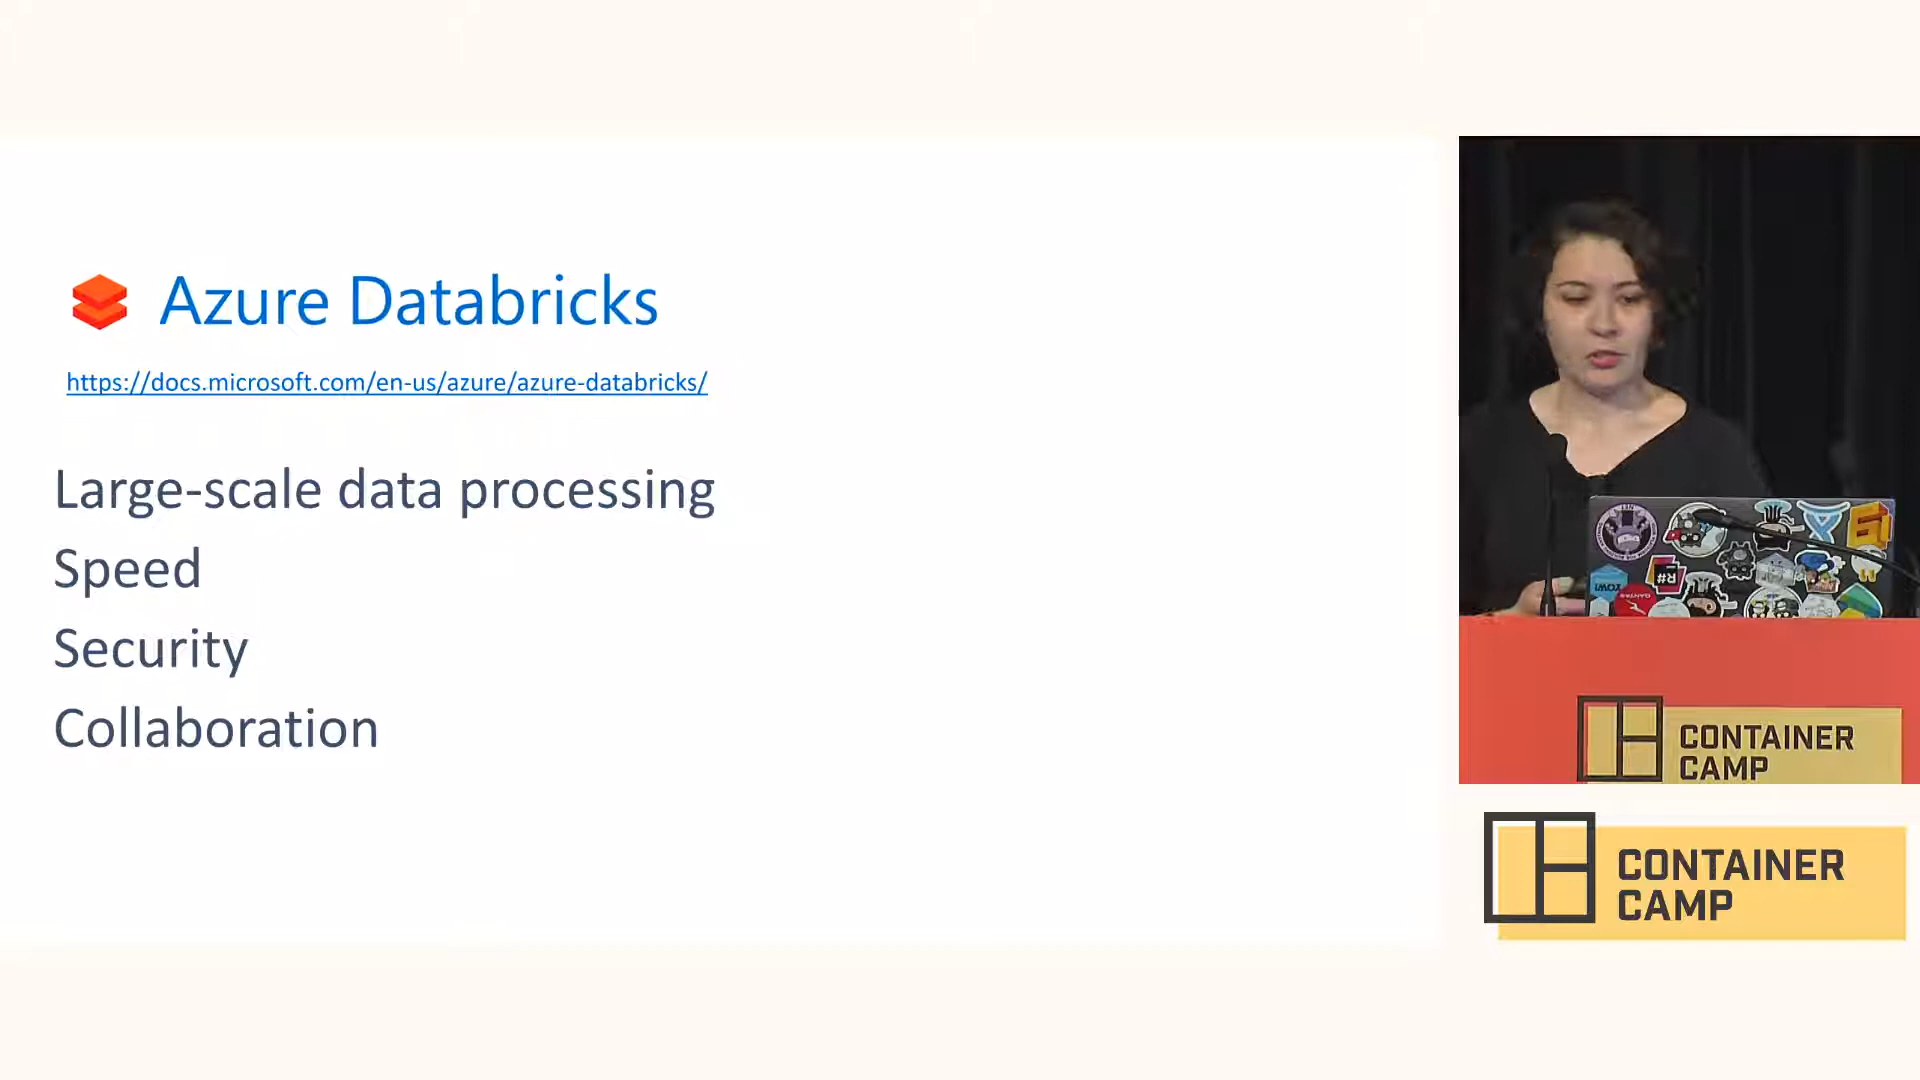 Azure Databricks
https://docs.microsoft.com/en-us/azure/azure-databricks/
Large-scale data processing
Speed
Security
Collaboration
R#
QANTAS
CONTAINER
CAMP
CONTAINER
CAMP